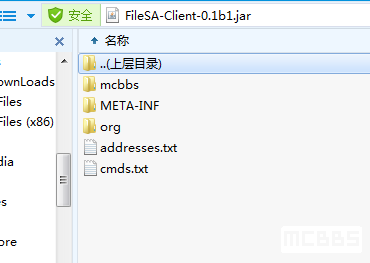 安全 FileSA-Client-0.1b1.jar
名称
..(上层目录)
mcbbs
META-INF
org
addresses.txt
cmds.txt
ownLoads
Files
Files (x86)
dia
es
ore
MCBBS